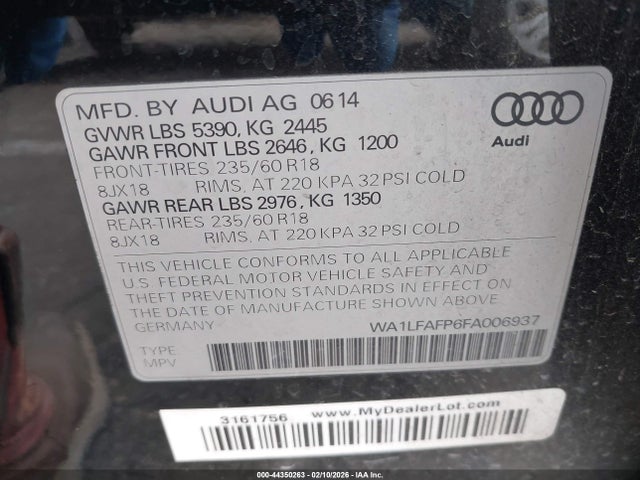 MFD. BY AUDI AG 06 14
GVWR LBS 5390, KG 2445
GAWR FRONT LBS 2646, KG 1200
FRONT-TIRES 235/60 R18
8JX18 RIMS, AT 220 KPA 32 PSI COLD
GAWR REAR LBS 2976, KG 1350
REAR-TIRES 235/60 R18
8JX18 RIMS, AT 220 KPA 32 PSI COLD
Audi
THIS VEHICLE CONFORMS TO ALL APPLICABLE
U.S. FEDERAL MOTOR VEHICLE SAFETY AND
THEFT PREVENTION STANDARDS IN EFFECT ON
THE DATE OF MANUFACTURE SHOWN ABOVE.
GERMANY
WA1LFAFP6FA006937
TYPE:
MPV
3161756 www.MyDealerLot.com
000-44350263 - 02/10/2026 - IAA Inc.